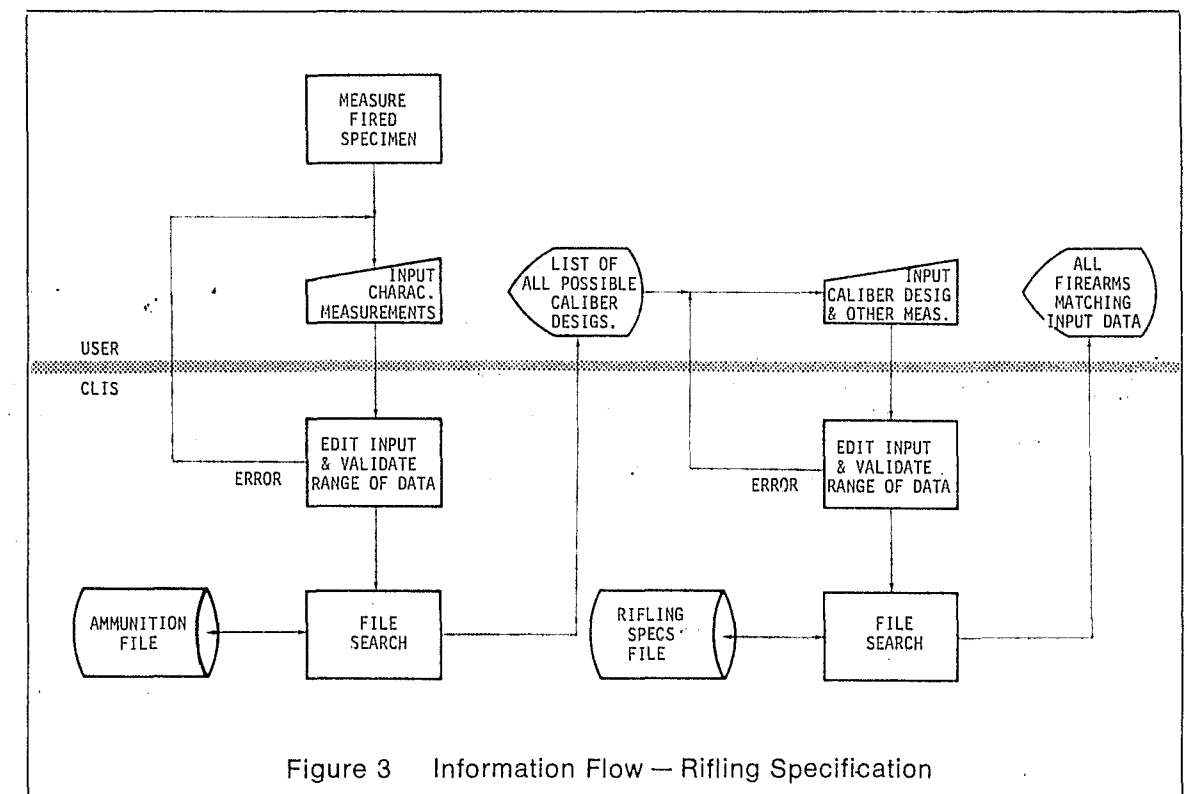 MEASURE
FIRED
SPECIMEN
INPUT
CHARAC.
MEASUREMENTS
LIST OF
ALL POSSIBLE
CALIBER
DESIGS.
INPUT
CALIBER DESIG
& OTHER MEAS.
ALL
FIREARMS
MATCHING
INPUT DATA
USER
CLIS
EDIT INPUT
& VALIDATE
RANGE OF DATA
ERROR
EDIT INPUT
& VALIDATE
RANGE OF DATA
ERROR
AMMUNITION
FILE
FILE
SEARCH
RIFLING
SPECS
FILE
FILE
SEARCH
Figure 3 Information Flow — Rifling Specification